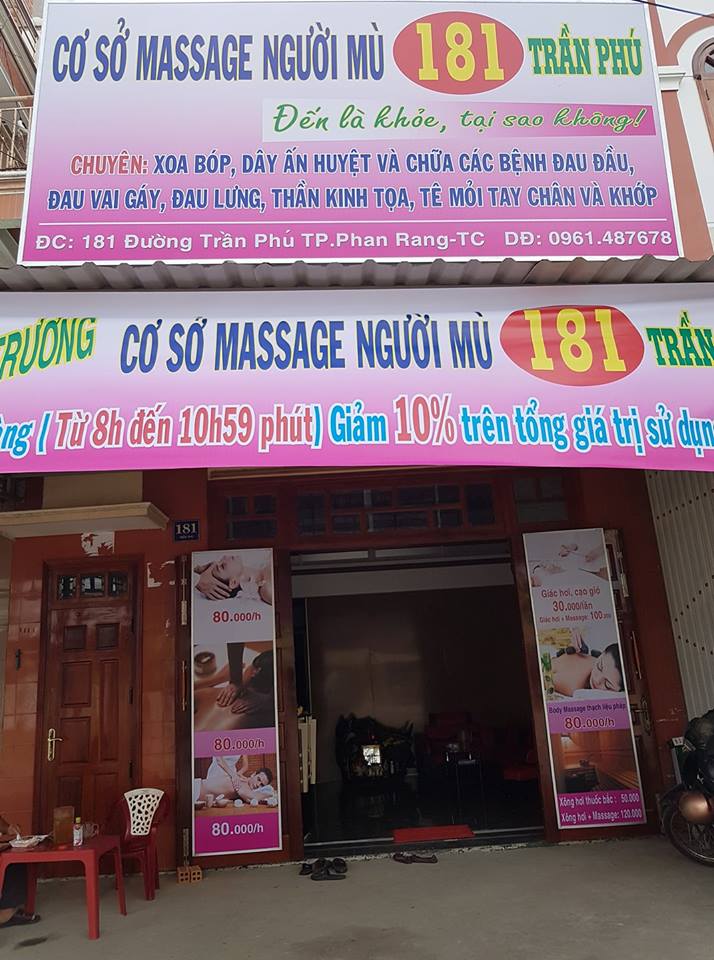 CƠ SỞ MASSAGE NGƯỜI MÙ 181 TRẦN PHÚ
Đến là khỏe, tại sao không!
CHUYÊN: XOA BÓP, DÂY ẤN HUYỆT VÀ CHỮA CÁC BỆNH ĐAU ĐẦU,
ĐAU VAI GÁY, ĐAU LƯNG, THẦN KINH TỌA, TÊ MỎI TAY CHÂN VÀ KHỚP
ĐC: 181 Đường Trần Phú TP.Phan Rang-TC DĐ: 0961.487678
TRƯƠNG CƠ SỞ MASSAGE NGƯỜI MÙ 181 TRẦN
(Từ 8h đến 10h59 phút) Giảm 10% trên tổng giá trị sử dụng
181
80.000/h
80.000/h
80.000/h
Giác hơi, cạo gió
30.000/lần
Giác hơi + Massage: 100.000
Body Massage thạch liệu pháp
80.000/h
Xông hơi thuốc bắc : 50.000
Xông hơi + Massage: 120.000